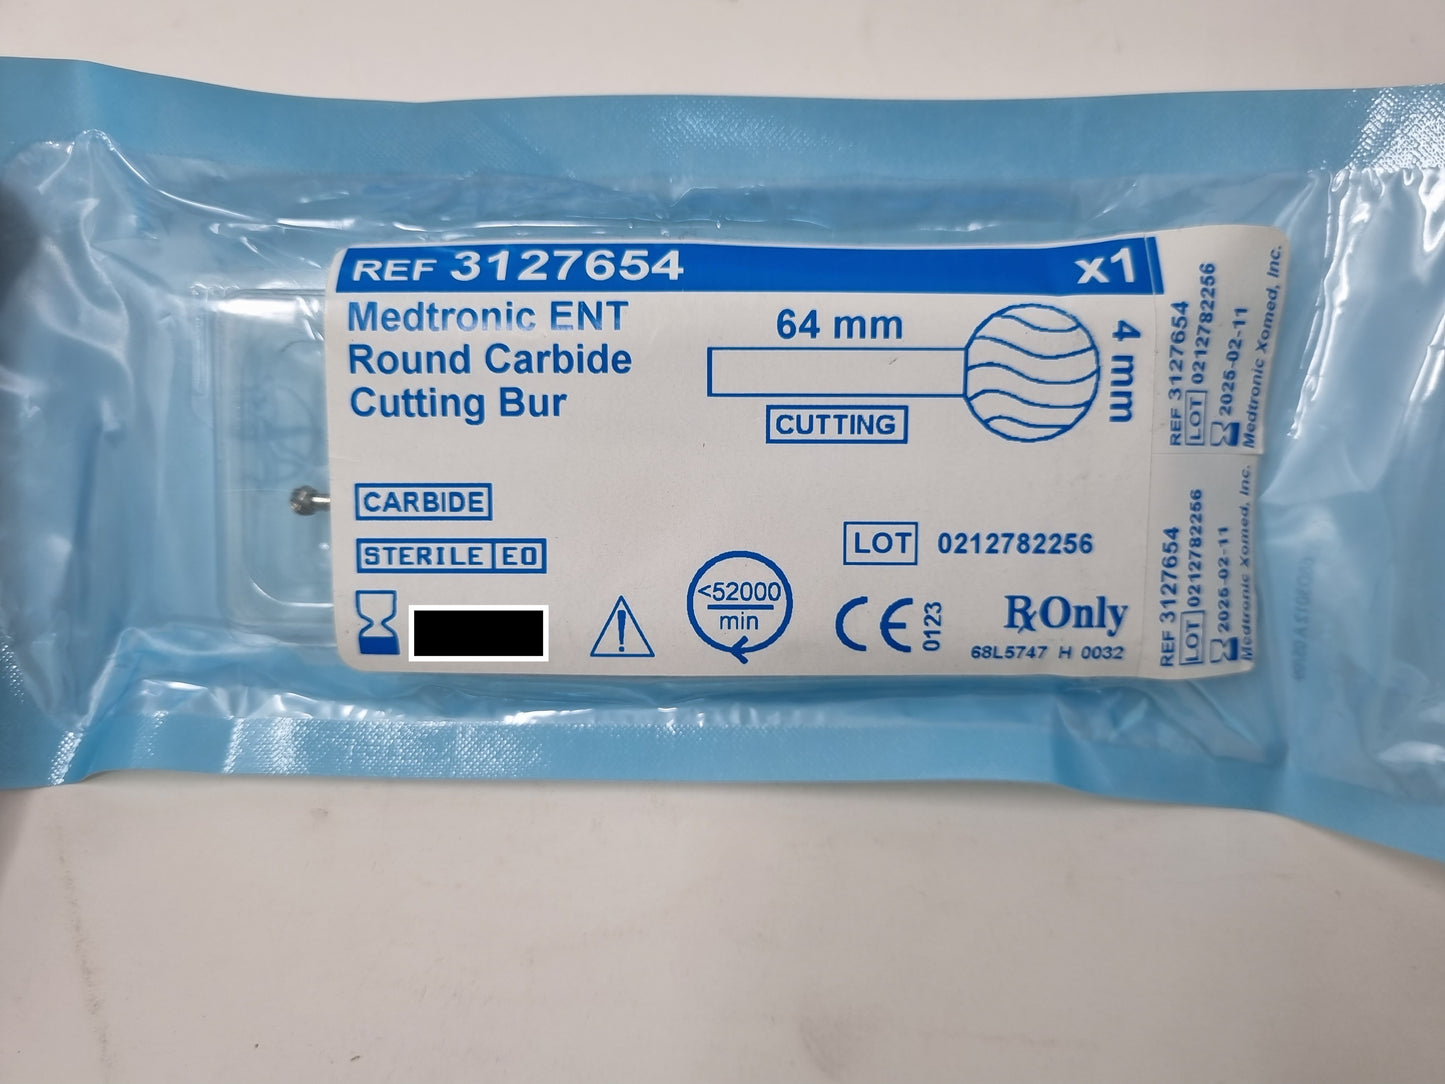 REF 3127654 x1
Medtronic ENT
Round Carbide
Cutting Bur
64 mm
4 mm
CUTTING
CARBIDE
STERILE EO
LOT 0212782256
<52000
min
CE 0123
RxOnly
68L5747 H 0032
REF 3127654
LOT 0212782256
2025-02-11
Medtronic Xomed, Inc.
REF 3127654
LOT 0212782256
2025-02-11
Medtronic Xomed, Inc.